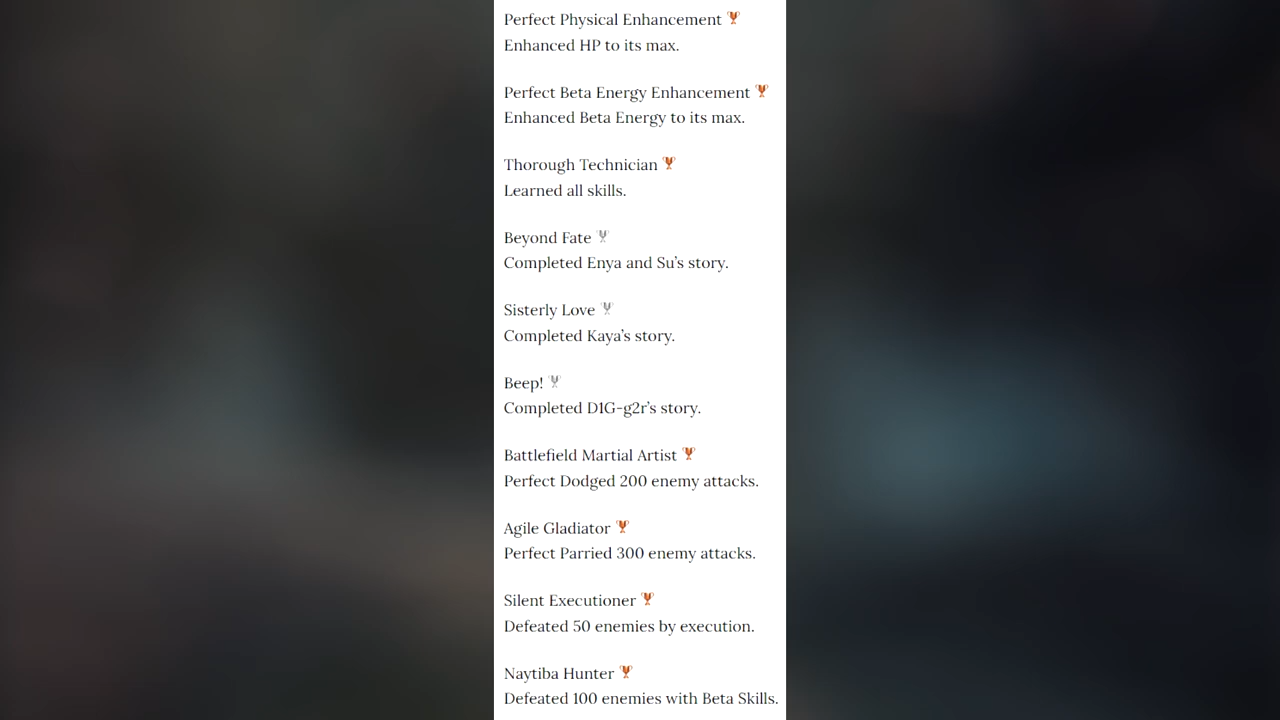 Perfect Physical Enhancement
Enhanced HP to its max.
Perfect Beta Energy Enhancement
Enhanced Beta Energy to its max.
Thorough Technician
Learned all skills.
Beyond Fate
Completed Enya and Su’s story.
Sisterly Love
Completed Kaya’s story.
Beep!
Completed D1G-g2r’s story.
Battlefield Martial Artist
Perfect Dodged 200 enemy attacks.
Agile Gladiator
Perfect Parried 300 enemy attacks.
Silent Executioner
Defeated 50 enemies by execution.
Naytiba Hunter
Defeated 100 enemies with Beta Skills.